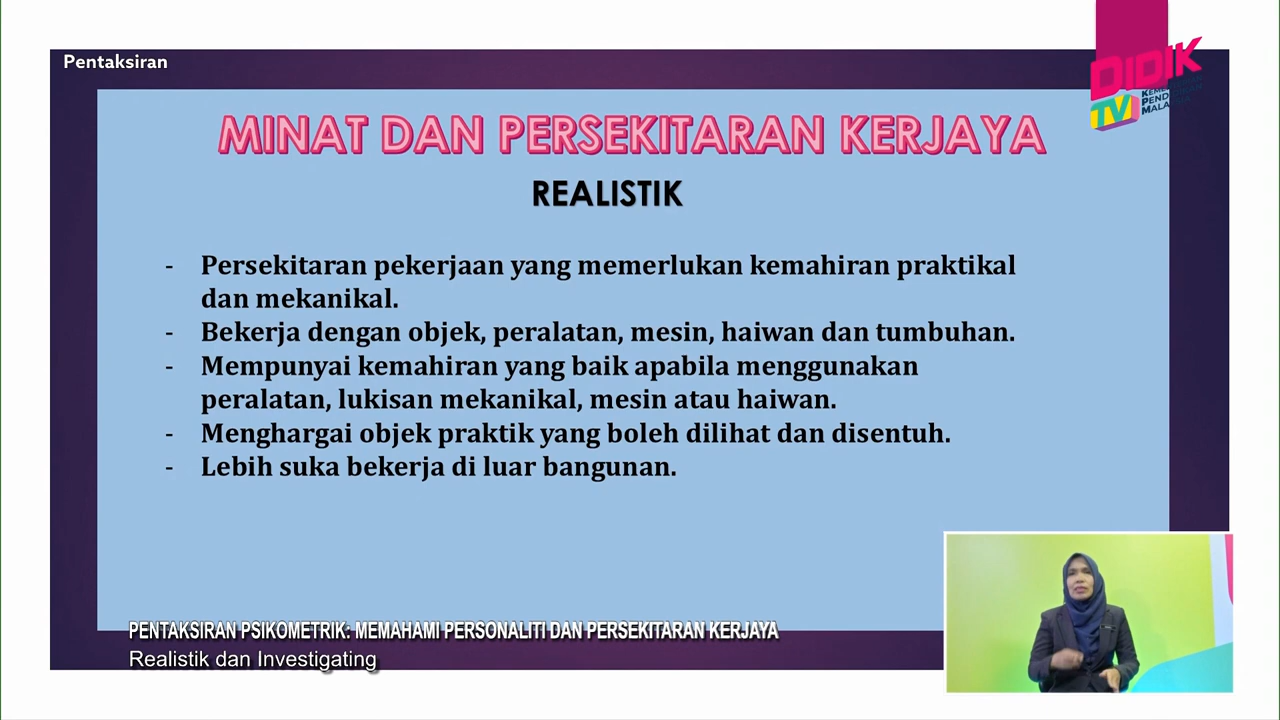 Pentaksiran
DIDIK
TV
KEMENTERIAN
PENDIDIKAN
MALAYSIA
MINAT DAN PERSEKITARAN KERJAYA
REALISTIK
- Persekitaran pekerjaan yang memerlukan kemahiran praktikal
dan mekanikal.
- Bekerja dengan objek, peralatan, mesin, haiwan dan tumbuhan.
- Mempunyai kemahiran yang baik apabila menggunakan
peralatan, lukisan mekanikal, mesin atau haiwan.
- Menghargai objek praktik yang boleh dilihat dan disentuh.
- Lebih suka bekerja di luar bangunan.
PENTAKSIRAN PSIKOMETRIK: MEMAHAMI PERSONALITI DAN PERSEKITARAN KERJAYA
Realistik dan Investigating